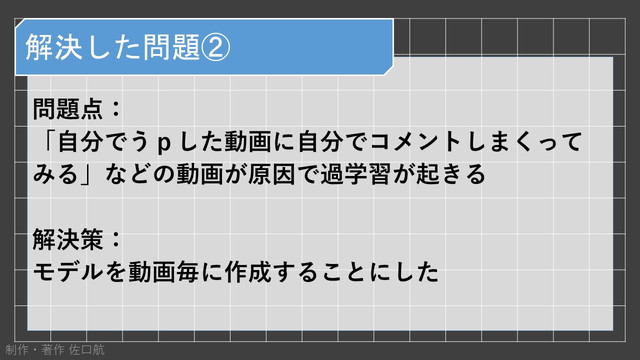 解決した問題②
問題点：
「自分でうｐした動画に自分でコメントしまくって
みる」などの動画が原因で過学習が起きる
解決策：
モデルを動画毎に作成することにした
制作・著作 佐口航